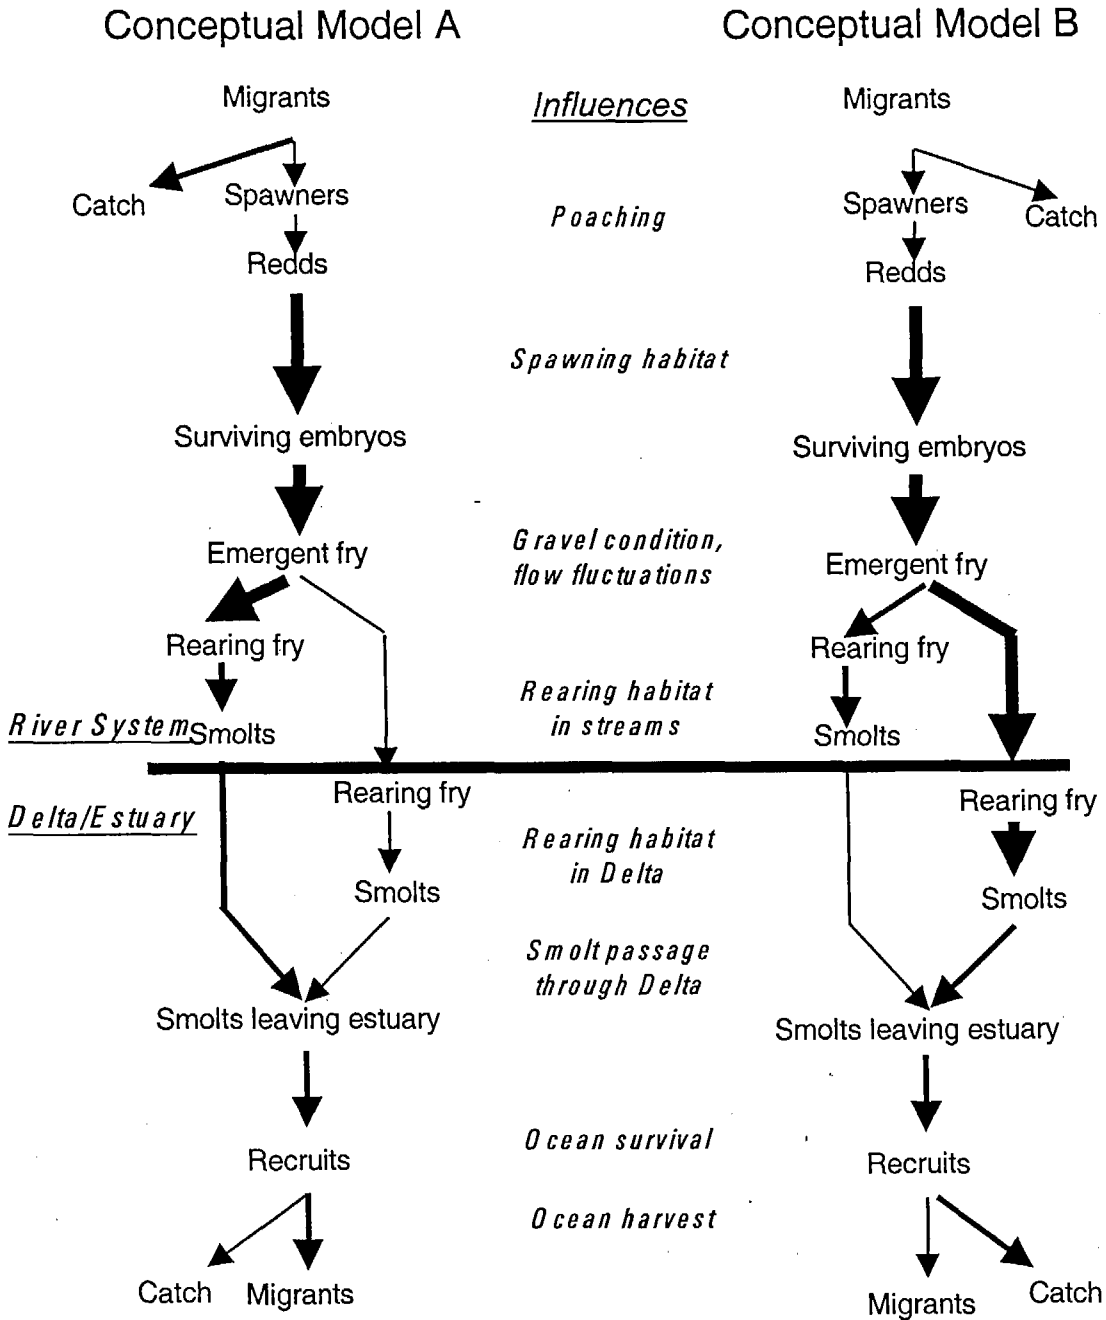 Conceptual Model A
Conceptual Model B
Migrants
Influences
Migrants
Catch
Spawners
Poaching
Spawners
Catch
Redds
Redds
Spawning habitat
Surviving embryos
Surviving embryos
Emergent fry
Gravel condition,
flow fluctuations
Emergent fry
Rearing fry
Rearing fry
Rearing habitat
in streams
River System
Smolts
Smolts
Delta/Estuary
Rearing fry
Rearing fry
Rearing habitat
in Delta
Smolts
Smolts
Smolt passage
through Delta
Smolts leaving estuary
Smolts leaving estuary
Ocean survival
Recruits
Recruits
Ocean harvest
Catch
Migrants
Migrants
Catch